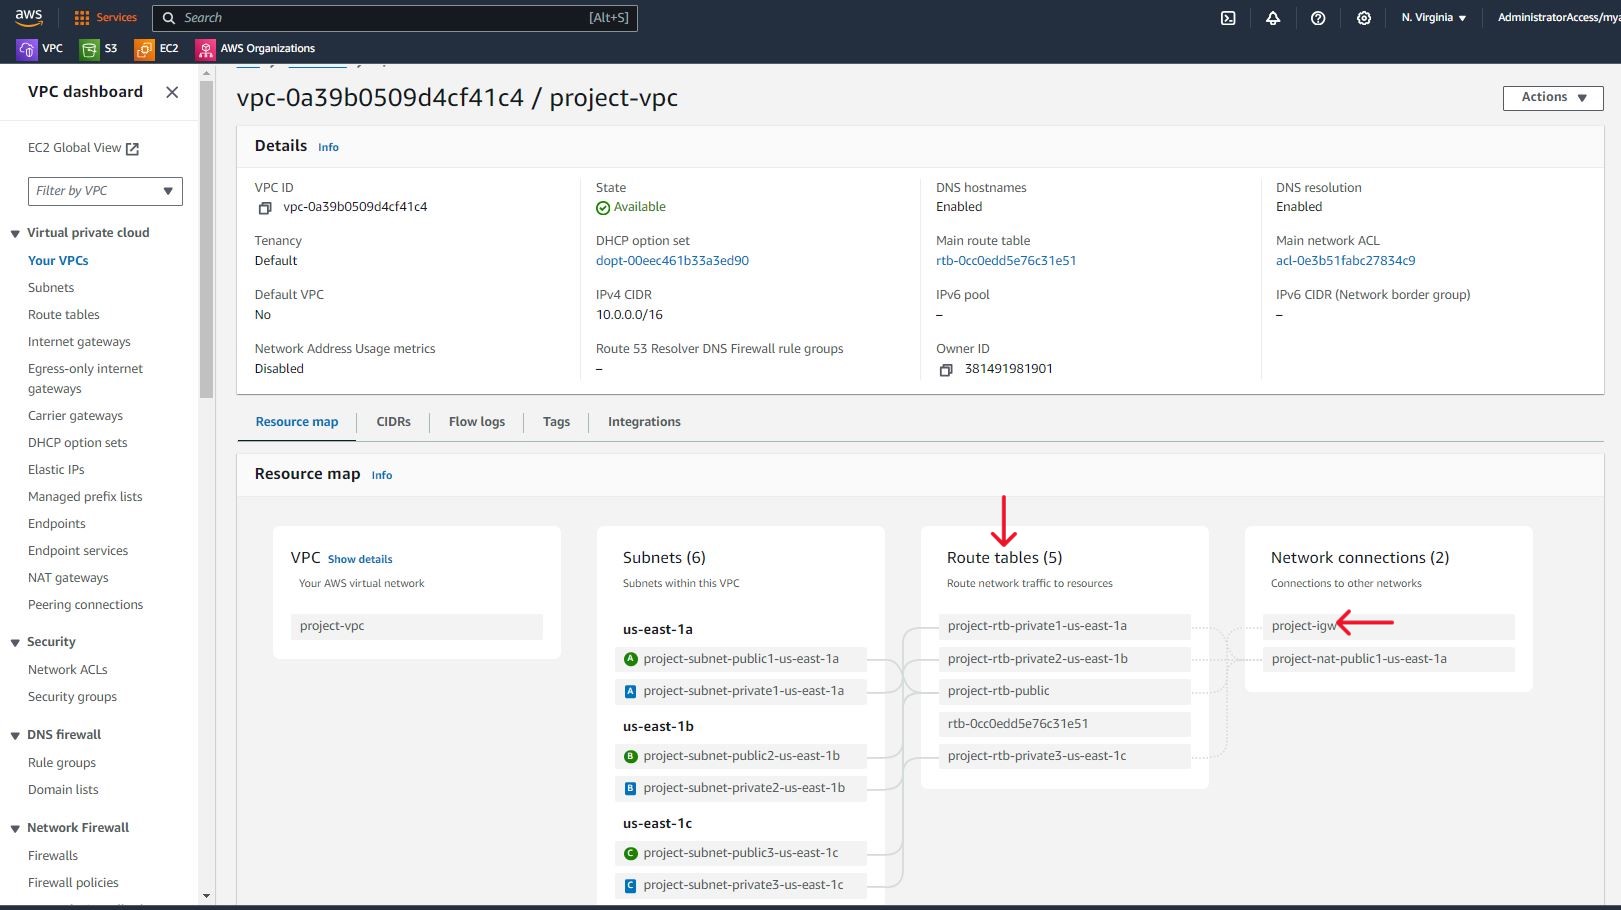 aws Services Search [Alt+S] N. Virginia AdministratorAccess/mya
VPC S3 EC2 AWS Organizations
VPC dashboard
EC2 Global View
Filter by VPC
Virtual private cloud
Your VPCs
Subnets
Route tables
Internet gateways
Egress-only internet
gateways
Carrier gateways
DHCP option sets
Elastic IPs
Managed prefix lists
Endpoints
Endpoint services
NAT gateways
Peering connections
Security
Network ACLs
Security groups
DNS firewall
Rule groups
Domain lists
Network Firewall
Firewalls
Firewall policies
vpc-0a39b0509d4cf41c4 / project-vpc
Actions
Details Info
VPC ID
vpc-0a39b0509d4cf41c4
State
Available
DNS hostnames
Enabled
DNS resolution
Enabled
Tenancy
Default
DHCP option set
dopt-00eec461b33a3ed90
Main route table
rtb-0cc0edd5e76c31e51
Main network ACL
acl-0e3b51fabc27834c9
Default VPC
No
IPv4 CIDR
10.0.0.0/16
IPv6 pool
–
IPv6 CIDR (Network border group)
–
Network Address Usage metrics
Disabled
Route 53 Resolver DNS Firewall rule groups
–
Owner ID
381491981901
Resource map CIDRs Flow logs Tags Integrations
Resource map Info
VPC Show details
Your AWS virtual network
project-vpc
Subnets (6)
Subnets within this VPC
us-east-1a
A project-subnet-public1-us-east-1a
A project-subnet-private1-us-east-1a
us-east-1b
B project-subnet-public2-us-east-1b
B project-subnet-private2-us-east-1b
us-east-1c
C project-subnet-public3-us-east-1c
C project-subnet-private3-us-east-1c
Route tables (5)
Route network traffic to resources
project-rtb-private1-us-east-1a
project-rtb-private2-us-east-1b
project-rtb-public
rtb-0cc0edd5e76c31e51
project-rtb-private3-us-east-1c
Network connections (2)
Connections to other networks
project-igw
project-nat-public1-us-east-1a